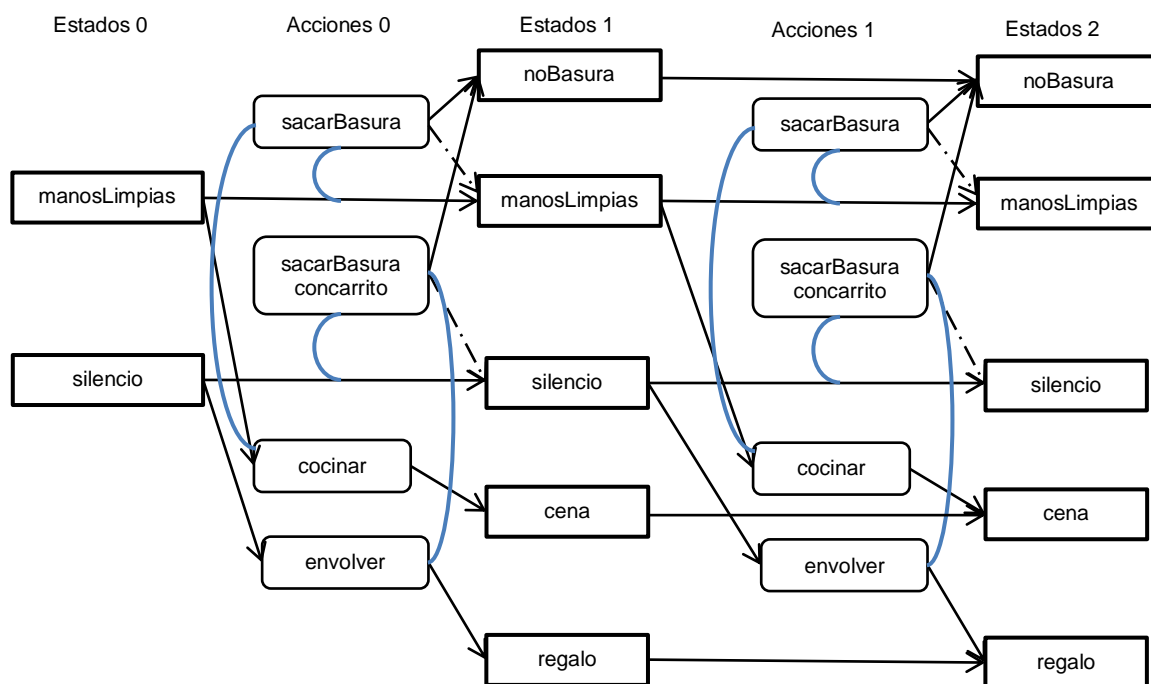 Estados 0
Acciones 0
Estados 1
Acciones 1
Estados 2
noBasura
noBasura
sacarBasura
sacarBasura
manosLimpias
manosLimpias
manosLimpias
sacarBasura
concarrito
sacarBasura
concarrito
silencio
silencio
silencio
cocinar
cocinar
cena
cena
envolver
envolver
regalo
regalo